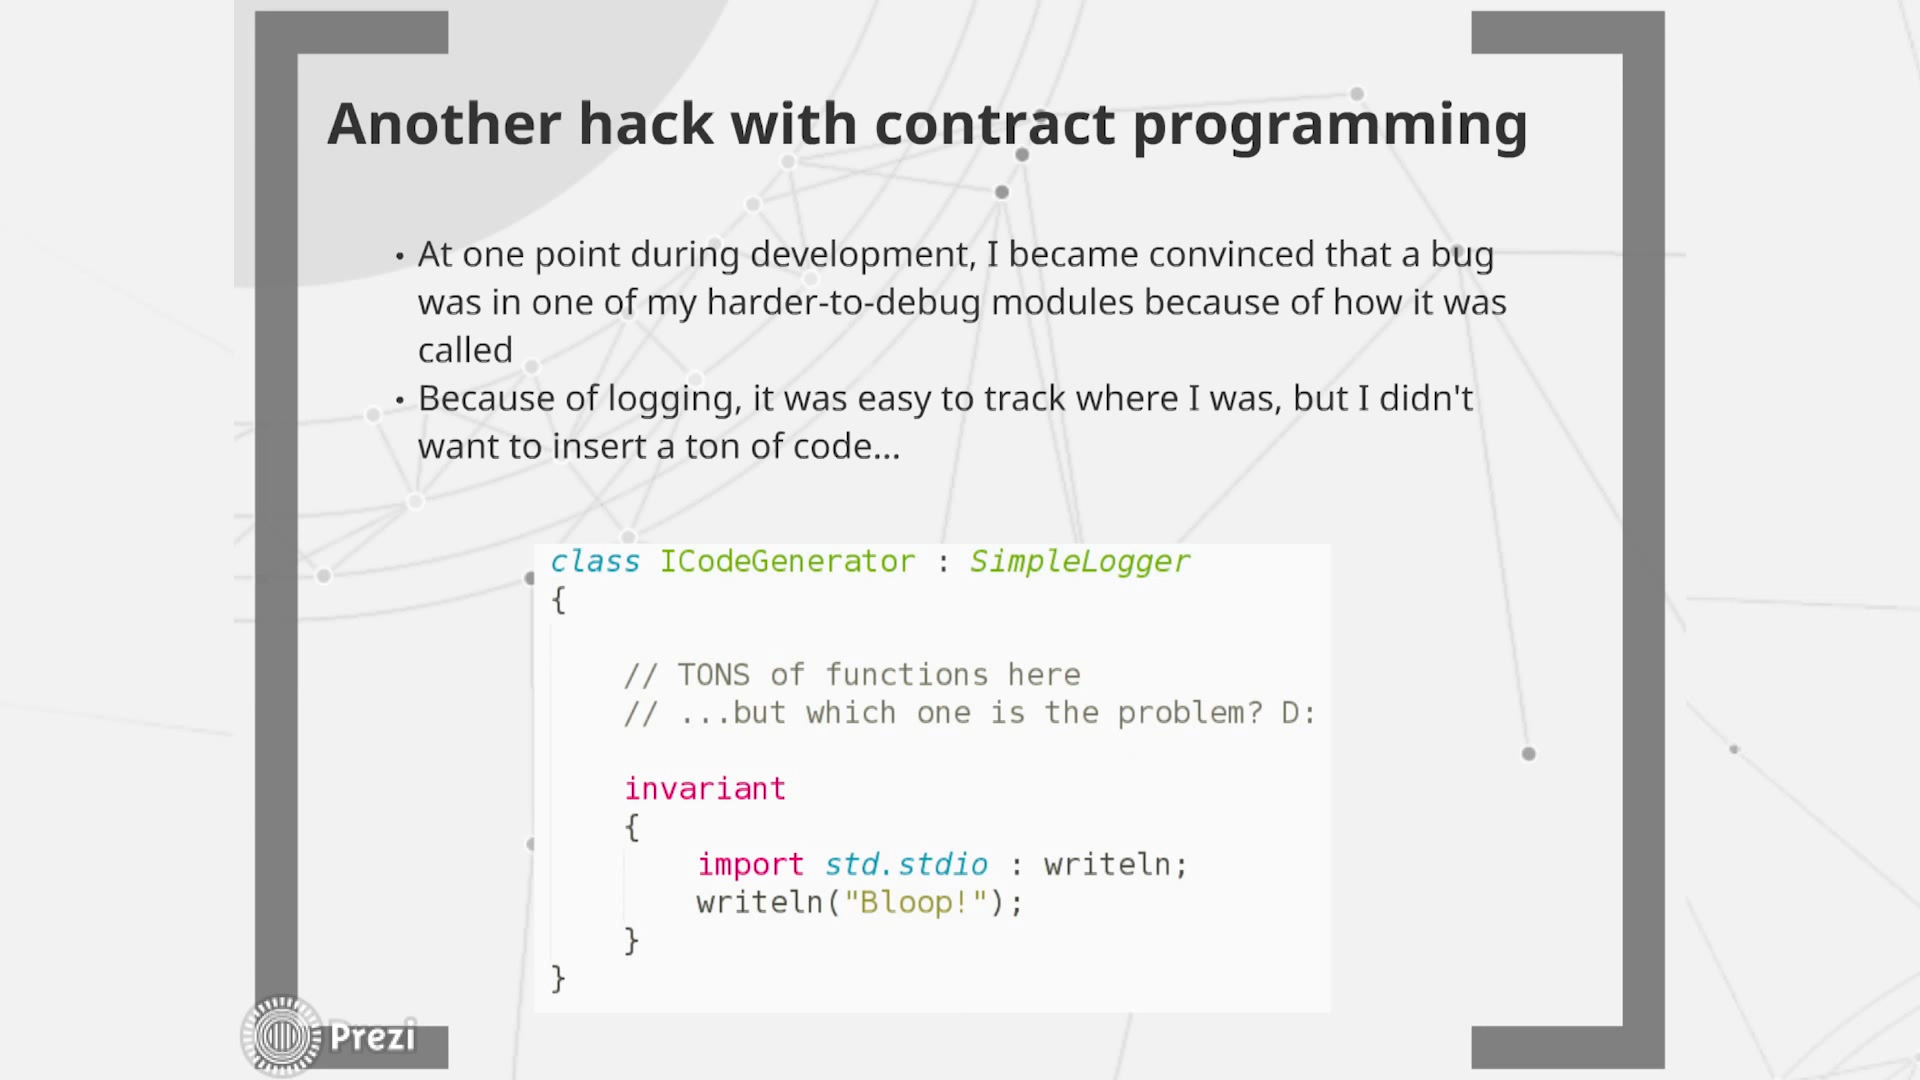 Another hack with contract programming
• At one point during development, I became convinced that a bug
was in one of my harder-to-debug modules because of how it was
called
• Because of logging, it was easy to track where I was, but I didn't
want to insert a ton of code...
class ICodeGenerator : SimpleLogger
{
// TONS of functions here
// ...but which one is the problem? D:
invariant
{
import std.stdio : writeln;
writeln("Bloop!");
}
}
Prezi